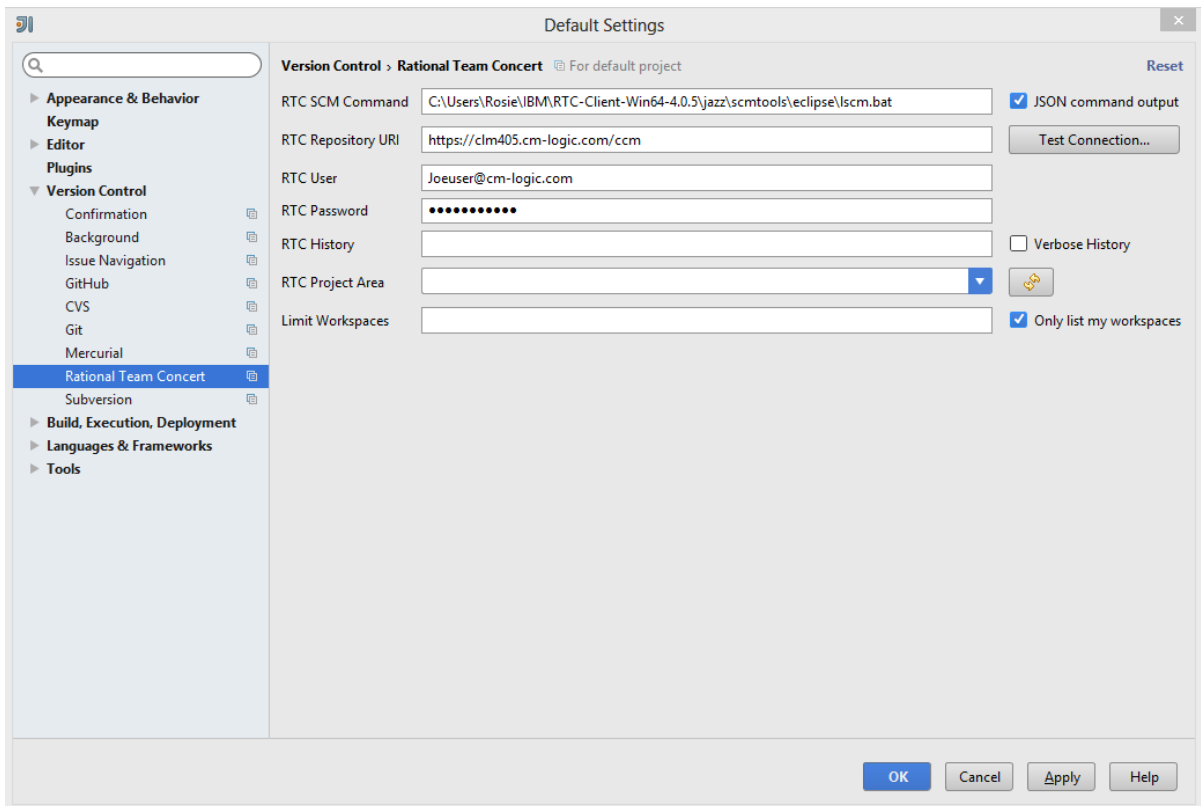 Default Settings
Version Control › Rational Team Concert For default project Reset
Appearance & Behavior
Keymap
Editor
Plugins
Version Control
Confirmation
Background
Issue Navigation
GitHub
CVS
Git
Mercurial
Rational Team Concert
Subversion
Build, Execution, Deployment
Languages & Frameworks
Tools
RTC SCM Command C:\Users\Rosie\IBM\RTC-Client-Win64-4.0.5\jazz\scmtools\eclipse\lscm.bat JSON command output
RTC Repository URI https://clm405.cm-logic.com/ccm Test Connection...
RTC User Joeuser@cm-logic.com
RTC Password •••••••••••
RTC History Verbose History
RTC Project Area
Limit Workspaces Only list my workspaces
OK Cancel Apply Help